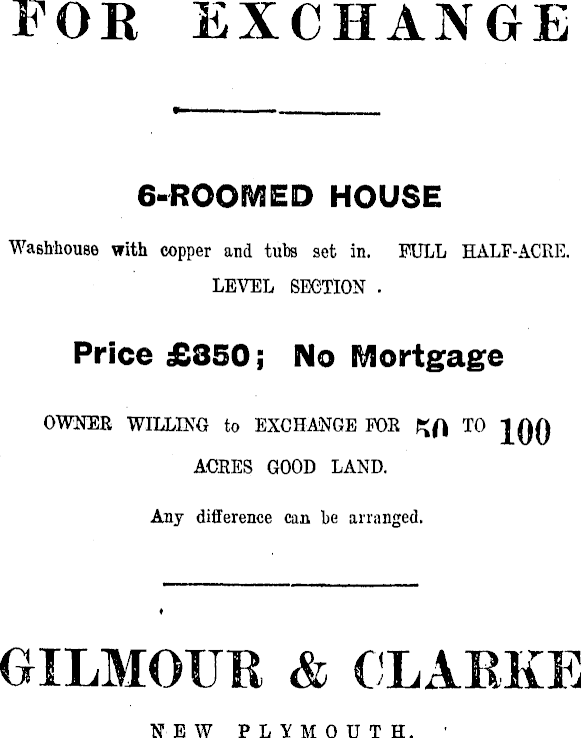 FOR EXCHANGE
6-ROOMED HOUSE
Washhouse with copper and tubs set in. FULL HALF-ACRE.
LEVEL SECTION .
Price £850; No Mortgage
OWNER WILLING to EXCHANGE FOR 50 TO 100
ACRES GOOD LAND.
Any difference can be arranged.
GILMOUR & CLARKE
NEW PLYMOUTH.